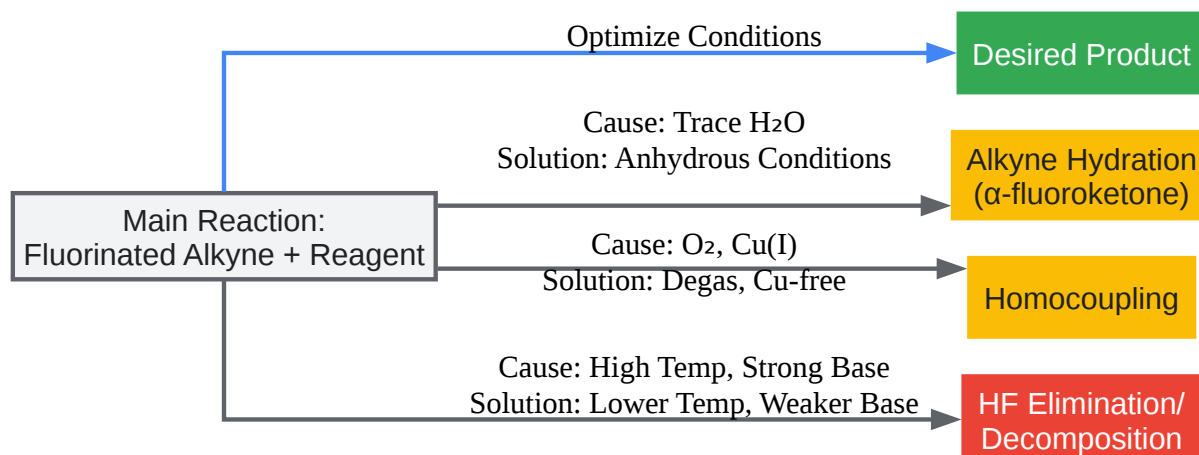 Optimize Conditions
Desired Product
Cause: Trace H₂O
Solution: Anhydrous Conditions
Alkyne Hydration
(α-fluoroketone)
Main Reaction:
Fluorinated Alkyne + Reagent
Cause: O₂, Cu(I)
Solution: Degas, Cu-free
Homocoupling
Cause: High Temp, Strong Base
Solution: Lower Temp, Weaker Base
HF Elimination/
Decomposition